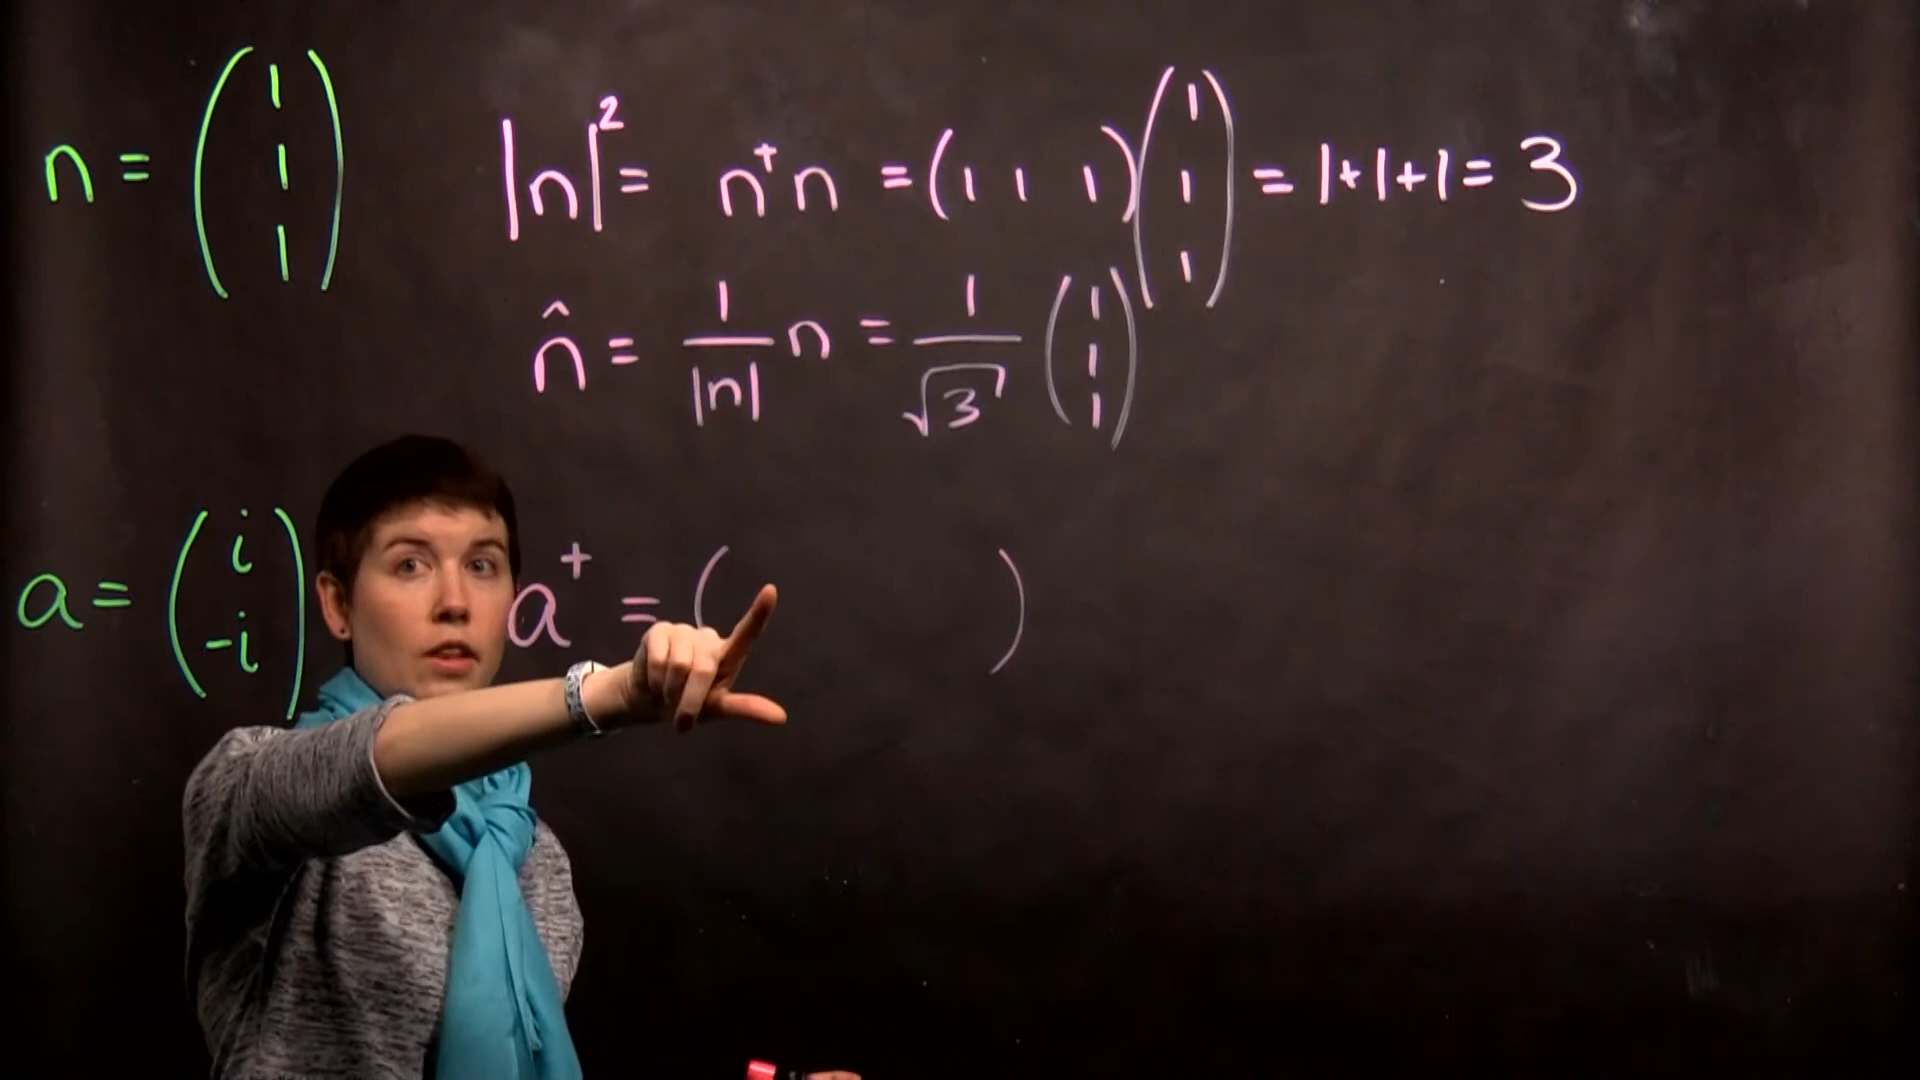 n = (1 1 1) |n|² = n⁺n = (1 1 1)(1 1 1) = 1+1+1 = 3
n̂ = 1/|n| n = 1/√3 (1 1 1)
a = (i -i) a⁺ = ( )